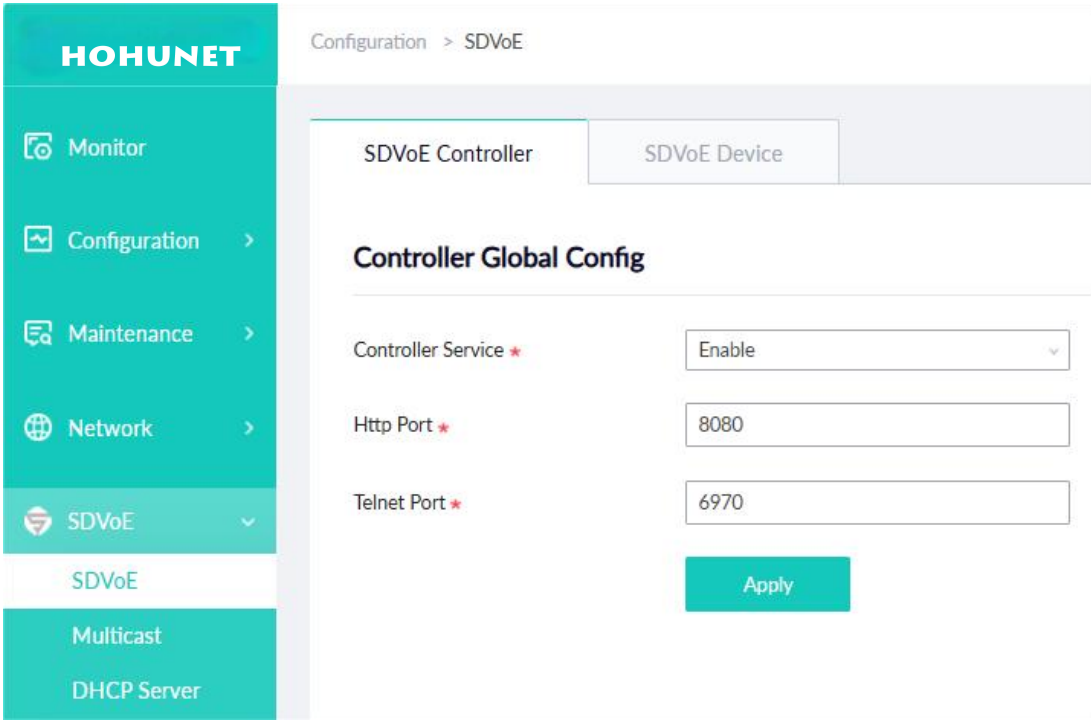 HOHUNET
Configuration > SDVoE
Monitor
Configuration >
Maintenance >
Network >
SDVoE
SDVoE
Multicast
DHCP Server
SDVoE Controller
SDVoE Device
Controller Global Config
Controller Service * Enable
Http Port * 8080
Telnet Port * 6970
Apply